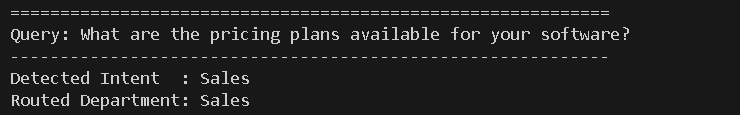 ============================================================
Query: What are the pricing plans available for your software?
------------------------------------------------------------
Detected Intent  : Sales
Routed Department: Sales